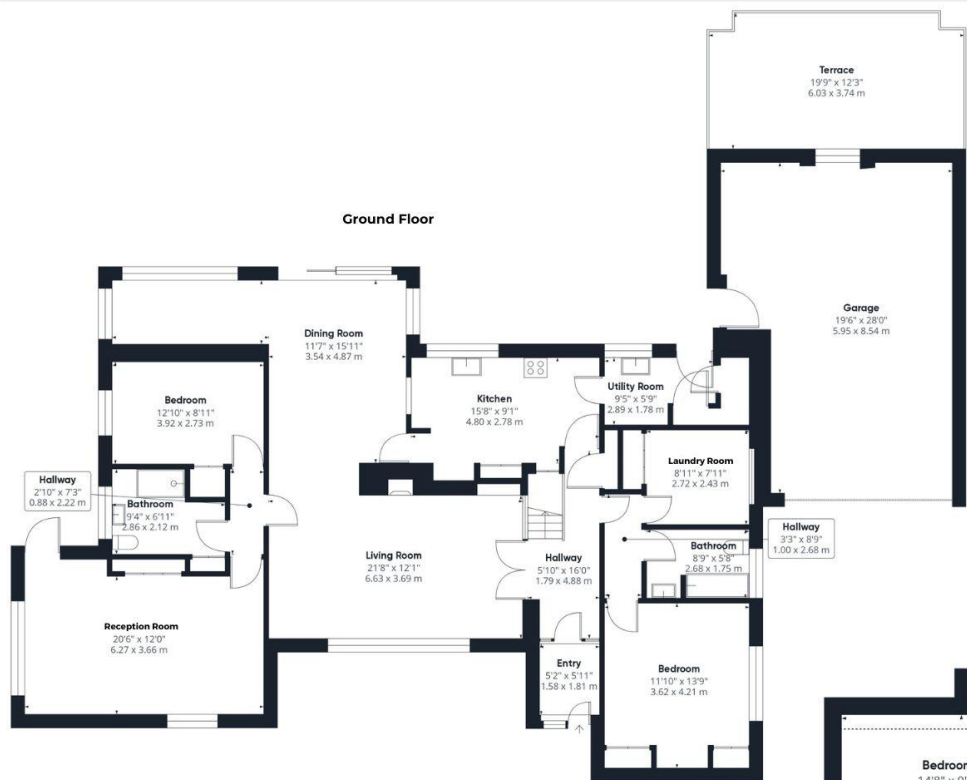 Terrace
19'9" x 12'3"
6.03 x 3.74 m
Ground Floor
Garage
19'6" x 28'0"
5.95 x 8.54 m
Dining Room
11'7" x 15'11"
3.54 x 4.87 m
Kitchen
15'8" x 9'1"
4.80 x 2.78 m
Utility Room
9'5" x 5'9"
2.89 x 1.78 m
Bedroom
12'10" x 8'11"
3.92 x 2.73 m
Laundry Room
8'11" x 7'11"
2.72 x 2.43 m
Hallway
2'10" x 7'3"
0.88 x 2.22 m
Bathroom
9'4" x 6'11"
2.86 x 2.12 m
Hallway
3'3" x 8'9"
1.00 x 2.68 m
Bathroom
8'9" x 5'8"
2.68 x 1.75 m
Living Room
21'8" x 12'1"
6.63 x 3.69 m
Hallway
5'10" x 16'0"
1.79 x 4.88 m
Reception Room
20'6" x 12'0"
6.27 x 3.66 m
Entry
5'2" x 5'11"
1.58 x 1.81 m
Bedroom
11'10" x 13'9"
3.62 x 4.21 m
Bedroom